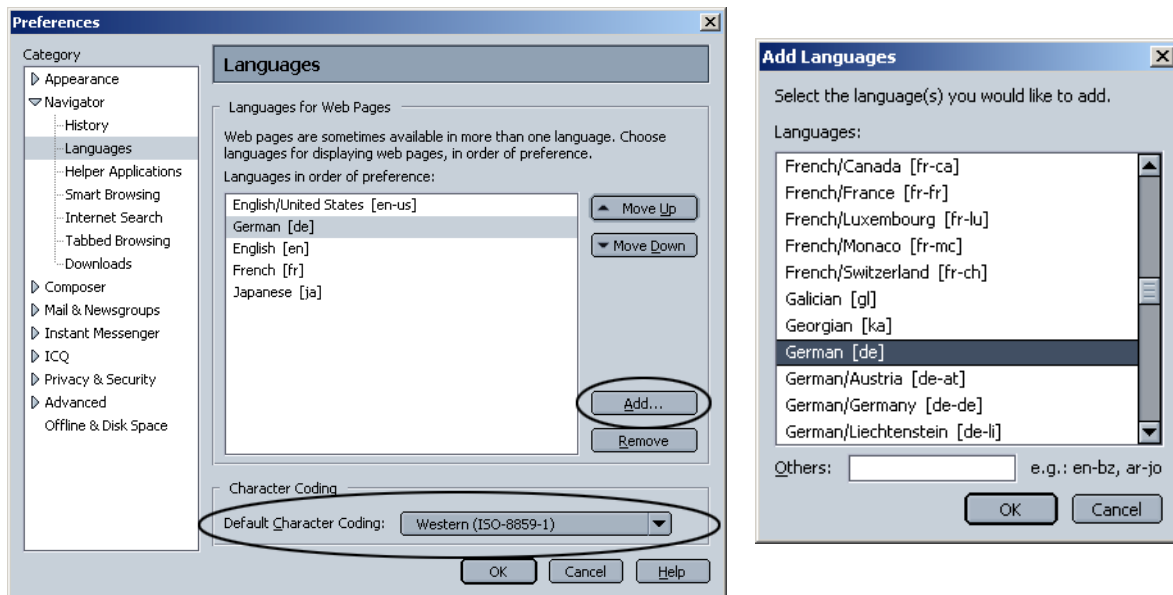 Preferences
Category
Appearance
Navigator
History
Languages
Helper Applications
Smart Browsing
Internet Search
Tabbed Browsing
Downloads
Composer
Mail & Newsgroups
Instant Messenger
ICQ
Privacy & Security
Advanced
Offline & Disk Space
Languages
Languages for Web Pages
Web pages are sometimes available in more than one language. Choose
languages for displaying web pages, in order of preference.
Languages in order of preference:
English/United States [en-us]
German [de]
English [en]
French [fr]
Japanese [ja]
Move Up
Move Down
Add...
Remove
Character Coding
Default Character Coding: Western (ISO-8859-1)
OK Cancel Help
Add Languages
Select the language(s) you would like to add.
Languages:
French/Canada [fr-ca]
French/France [fr-fr]
French/Luxembourg [fr-lu]
French/Monaco [fr-mc]
French/Switzerland [fr-ch]
Galician [gl]
Georgian [ka]
German [de]
German/Austria [de-at]
German/Germany [de-de]
German/Liechtenstein [de-li]
Others: e.g.: en-bz, ar-jo
OK Cancel